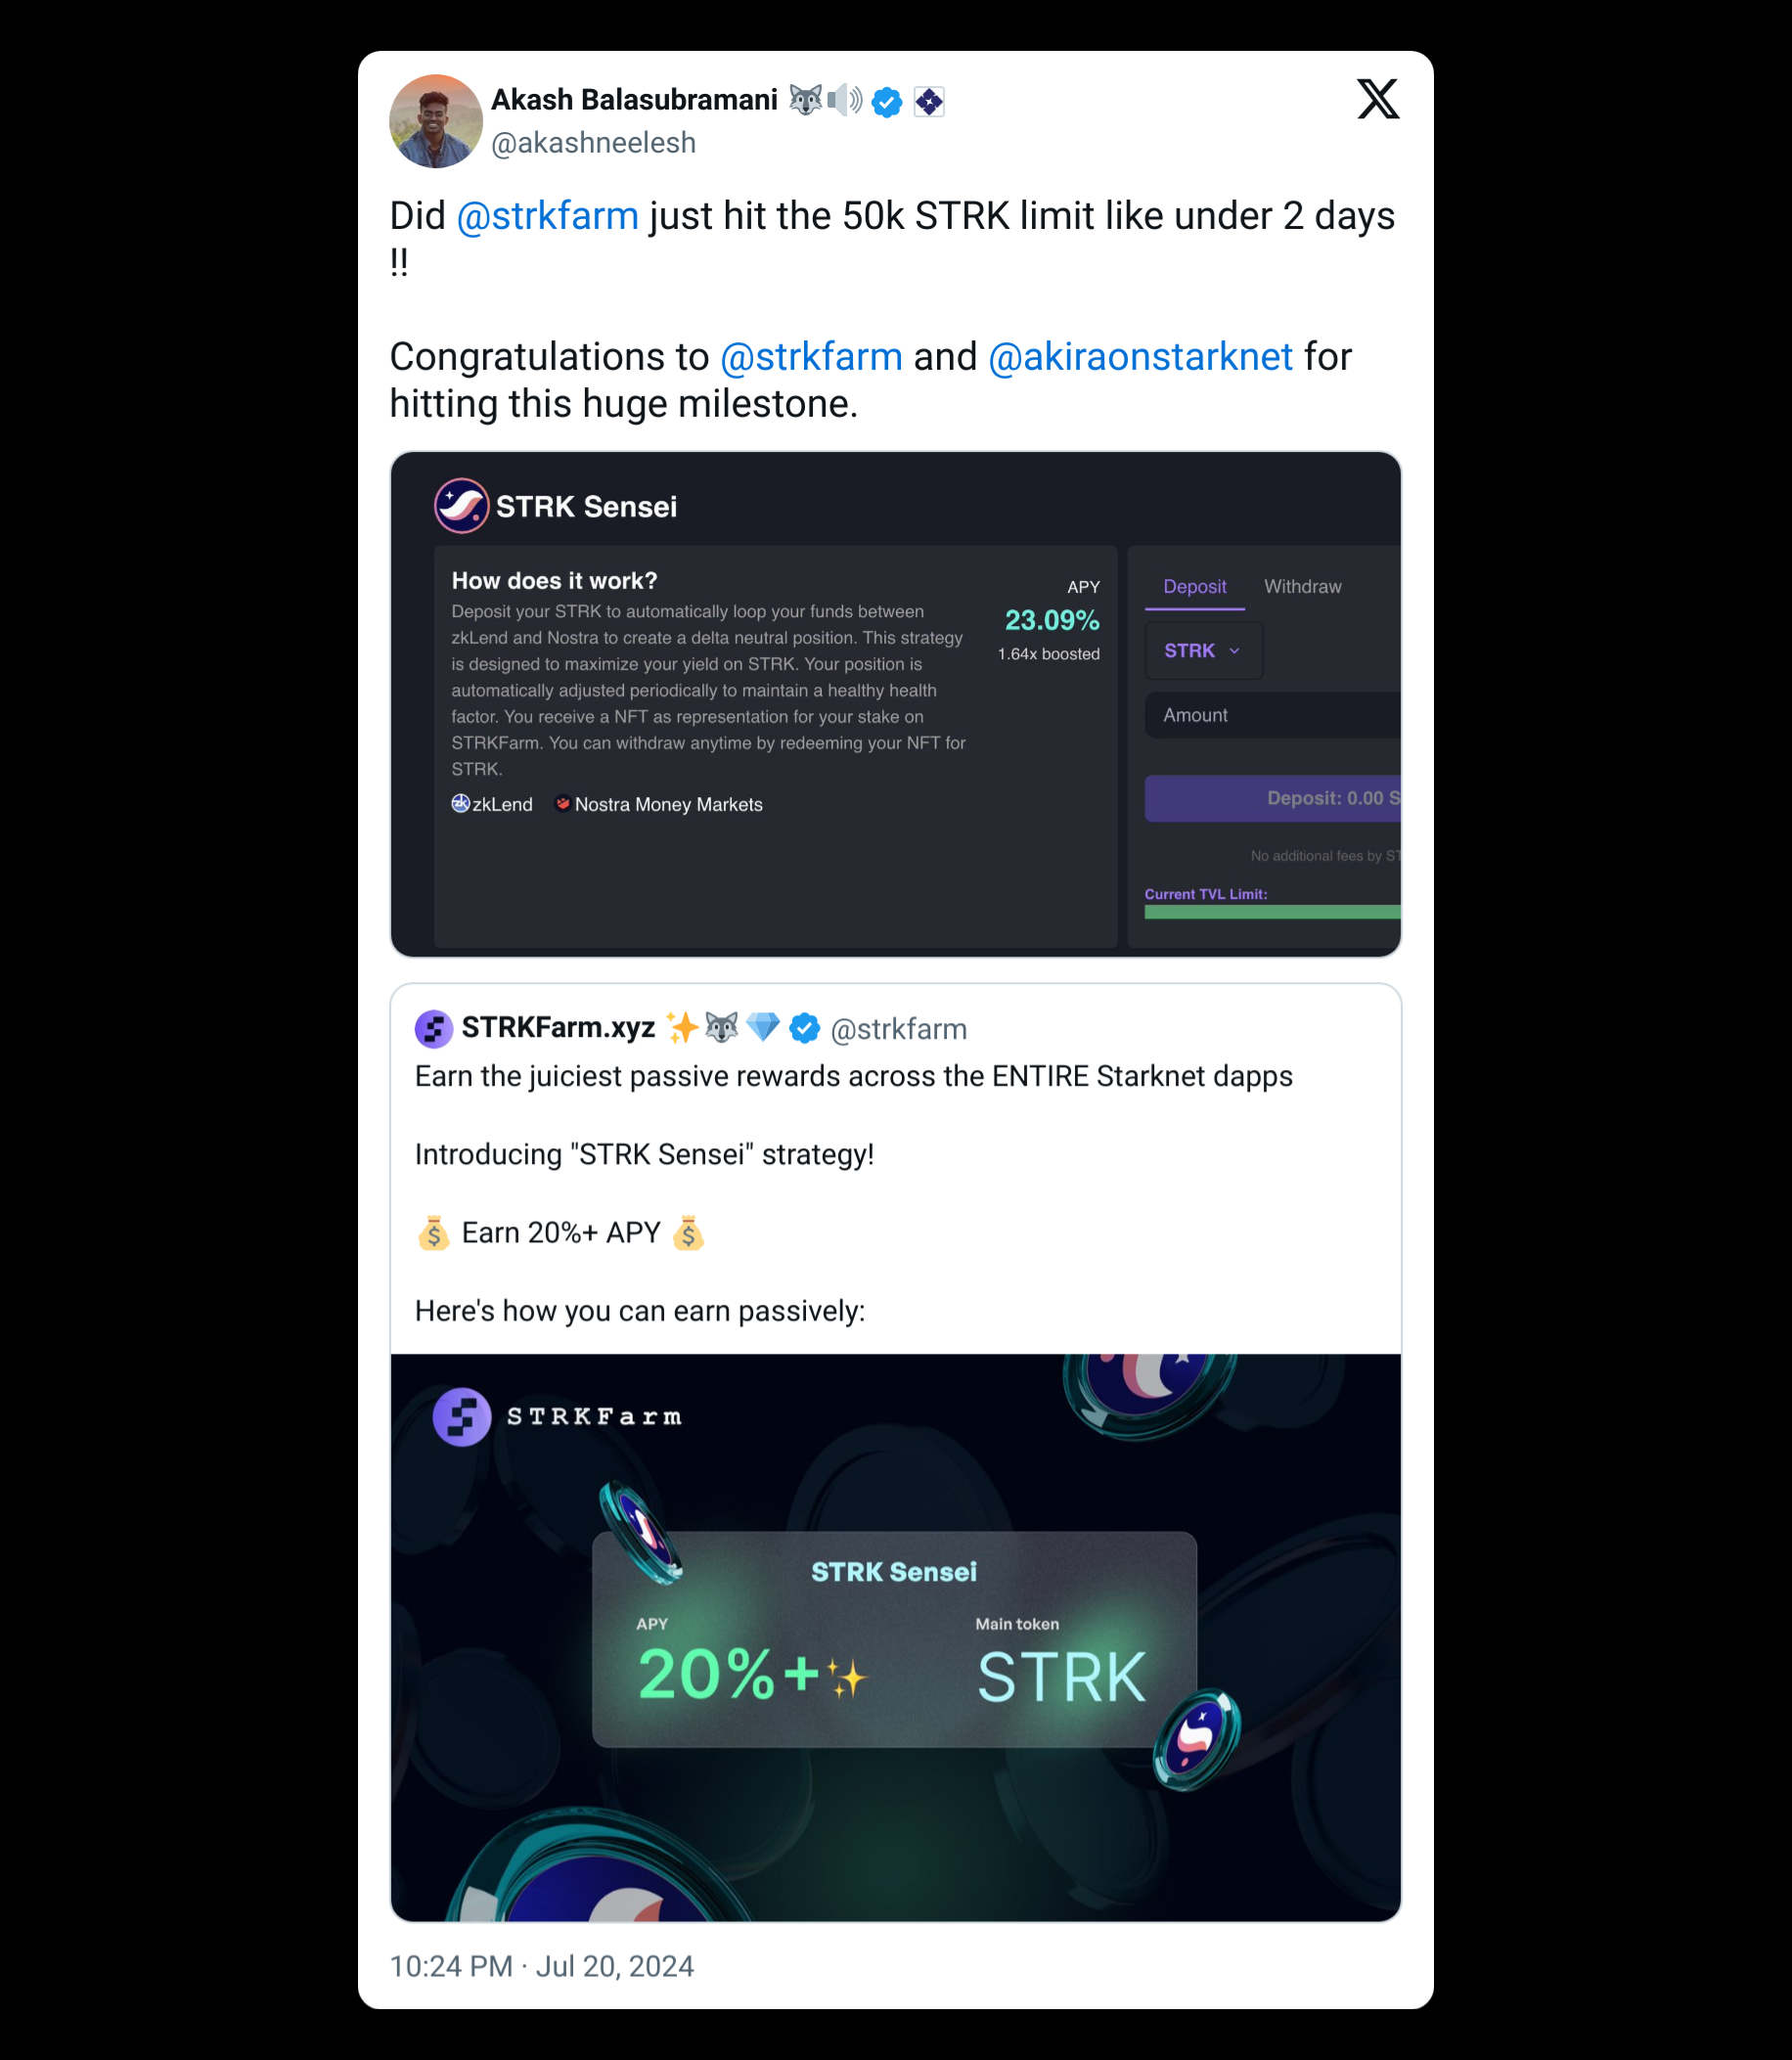 Akash Balasubramani 🐺🔊
@akashneelesh
Did @strkfarm just hit the 50k STRK limit like under 2 days
!!
Congratulations to @strkfarm and @akiraonstarknet for
hitting this huge milestone.
STRK Sensei
How does it work?
Deposit your STRK to automatically loop your funds between
zkLend and Nostra to create a delta neutral position. This strategy
is designed to maximize your yield on STRK. Your position is
automatically adjusted periodically to maintain a healthy health
factor. You receive a NFT as representation for your stake on
STRKFarm. You can withdraw anytime by redeeming your NFT for
STRK.
zkLend Nostra Money Markets
APY
23.09%
1.64x boosted
Deposit Withdraw
STRK
Amount
Deposit: 0.00 S
No additional fees by ST
Current TVL Limit:
STRKFarm.xyz ✨🐺💎 @strkfarm
Earn the juiciest passive rewards across the ENTIRE Starknet dapps
Introducing "STRK Sensei" strategy!
💰 Earn 20%+ APY 💰
Here's how you can earn passively:
STRKFarm
STRK Sensei
APY Main token
20%+✨ STRK
10:24 PM · Jul 20, 2024